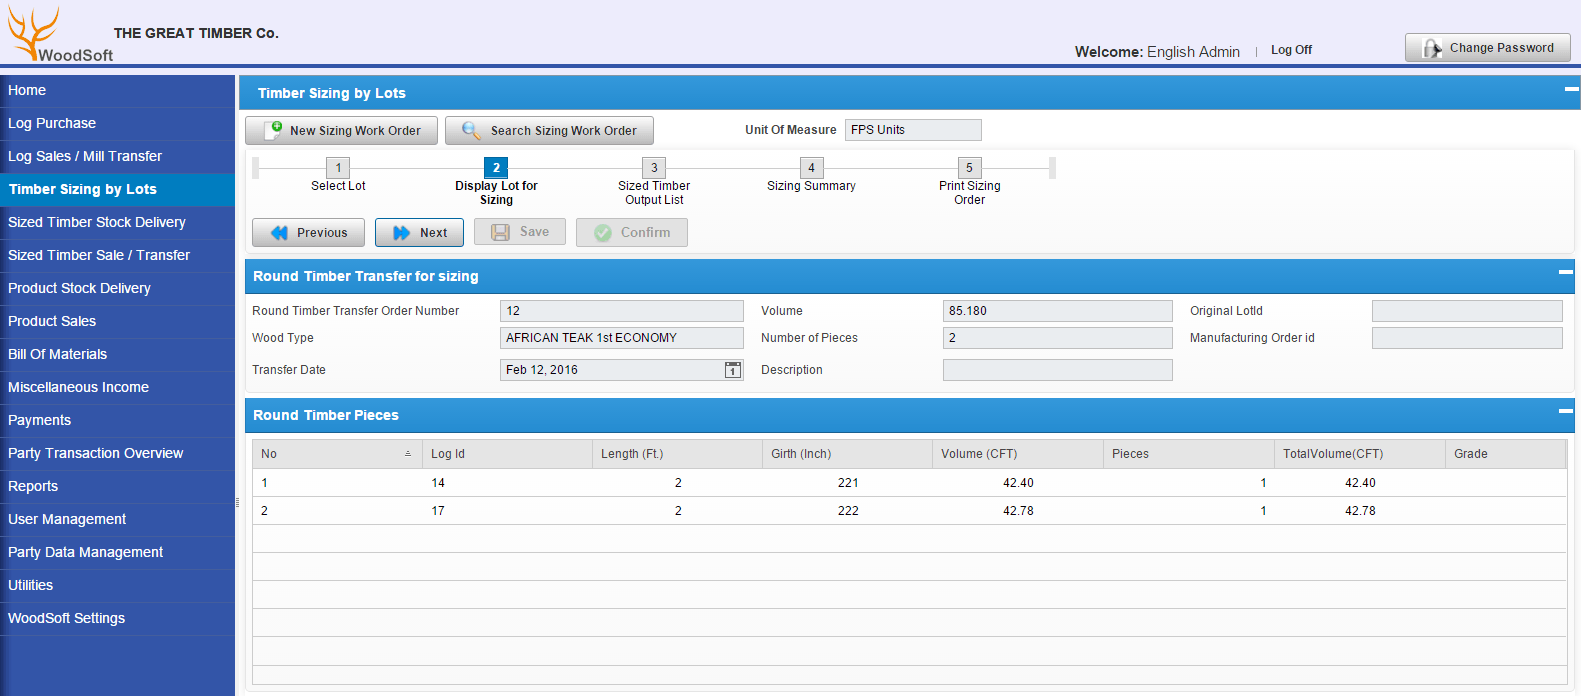 THE GREAT TIMBER Co.
WoodSoft
Welcome: English Admin | Log Off
Change Password
Home
Log Purchase
Log Sales / Mill Transfer
Timber Sizing by Lots
Sized Timber Stock Delivery
Sized Timber Sale / Transfer
Product Stock Delivery
Product Sales
Bill Of Materials
Miscellaneous Income
Payments
Party Transaction Overview
Reports
User Management
Party Data Management
Utilities
WoodSoft Settings
Timber Sizing by Lots
New Sizing Work Order Search Sizing Work Order Unit Of Measure FPS Units
1 2 3 4 5
Select Lot Display Lot for Sized Timber Sizing Summary Print Sizing
Sizing Output List Order
Previous Next Save Confirm
Round Timber Transfer for sizing
Round Timber Transfer Order Number 12 Volume 85.180 Original LotId
Wood Type AFRICAN TEAK 1st ECONOMY Number of Pieces 2 Manufacturing Order id
Transfer Date Feb 12, 2016 1 Description
Round Timber Pieces
No Log Id Length (Ft.) Girth (Inch) Volume (CFT) Pieces TotalVolume(CFT) Grade
1 14 2 221 42.40 1 42.40
2 17 2 222 42.78 1 42.78